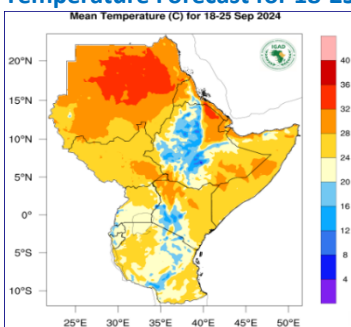 Temperature Forecast for 18-25
Mean Temperature (C) for 18-25 Sep 2024
IGAD
20°N
15°N
10°N
5°N
0°
5°S
10°S
25°E 30°E 35°E 40°E 45°E 50°E
40
36
32
28
24
20
16
12
8
4